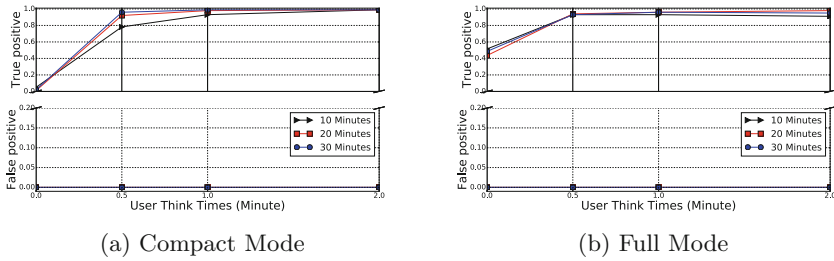 True positive
1.0
0.8
0.6
0.4
0.2
0.0
False positive
0.20
0.15
0.10
0.05
0.00
10 Minutes
20 Minutes
30 Minutes
0.0 0.5 1.0 2.0
User Think Times (Minute)
(a) Compact Mode
True positive
1.0
0.8
0.6
0.4
0.2
0.0
False positive
0.20
0.15
0.10
0.05
0.00
10 Minutes
20 Minutes
30 Minutes
0.0 0.5 1.0 2.0
User Think Times (Minute)
(b) Full Mode